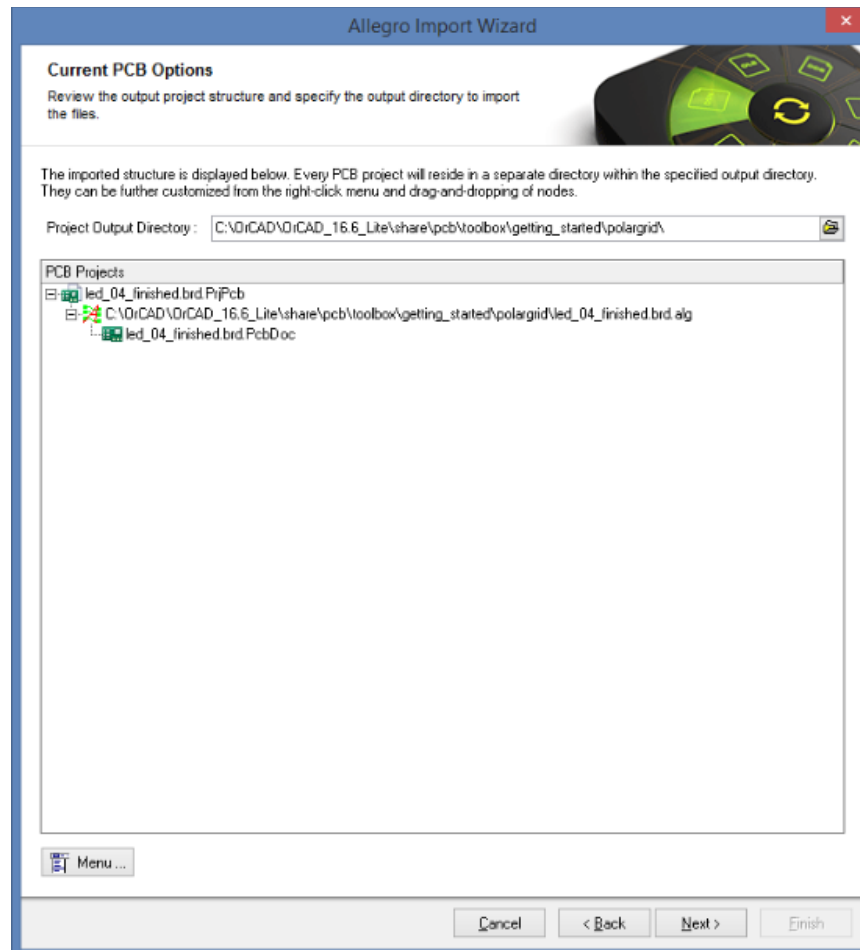 Allegro Import Wizard
Current PCB Options
Review the output project structure and specify the output directory to import
the files.
The imported structure is displayed below. Every PCB project will reside in a separate directory within the specified output directory.
They can be further customized from the right-click menu and drag-and-dropping of nodes.
Project Output Directory : C:\OrCAD\OrCAD_16.6_Lite\share\pcb\toolbox\getting_started\polargrid\
PCB Projects
led_04_finished.brd.PrjPcb
C:\OrCAD\OrCAD_16.6_Lite\share\pcb\toolbox\getting_started\polargrid\led_04_finished.brd.alg
led_04_finished.brd.PcbDoc
Menu ...
Cancel < Back Next > Finish